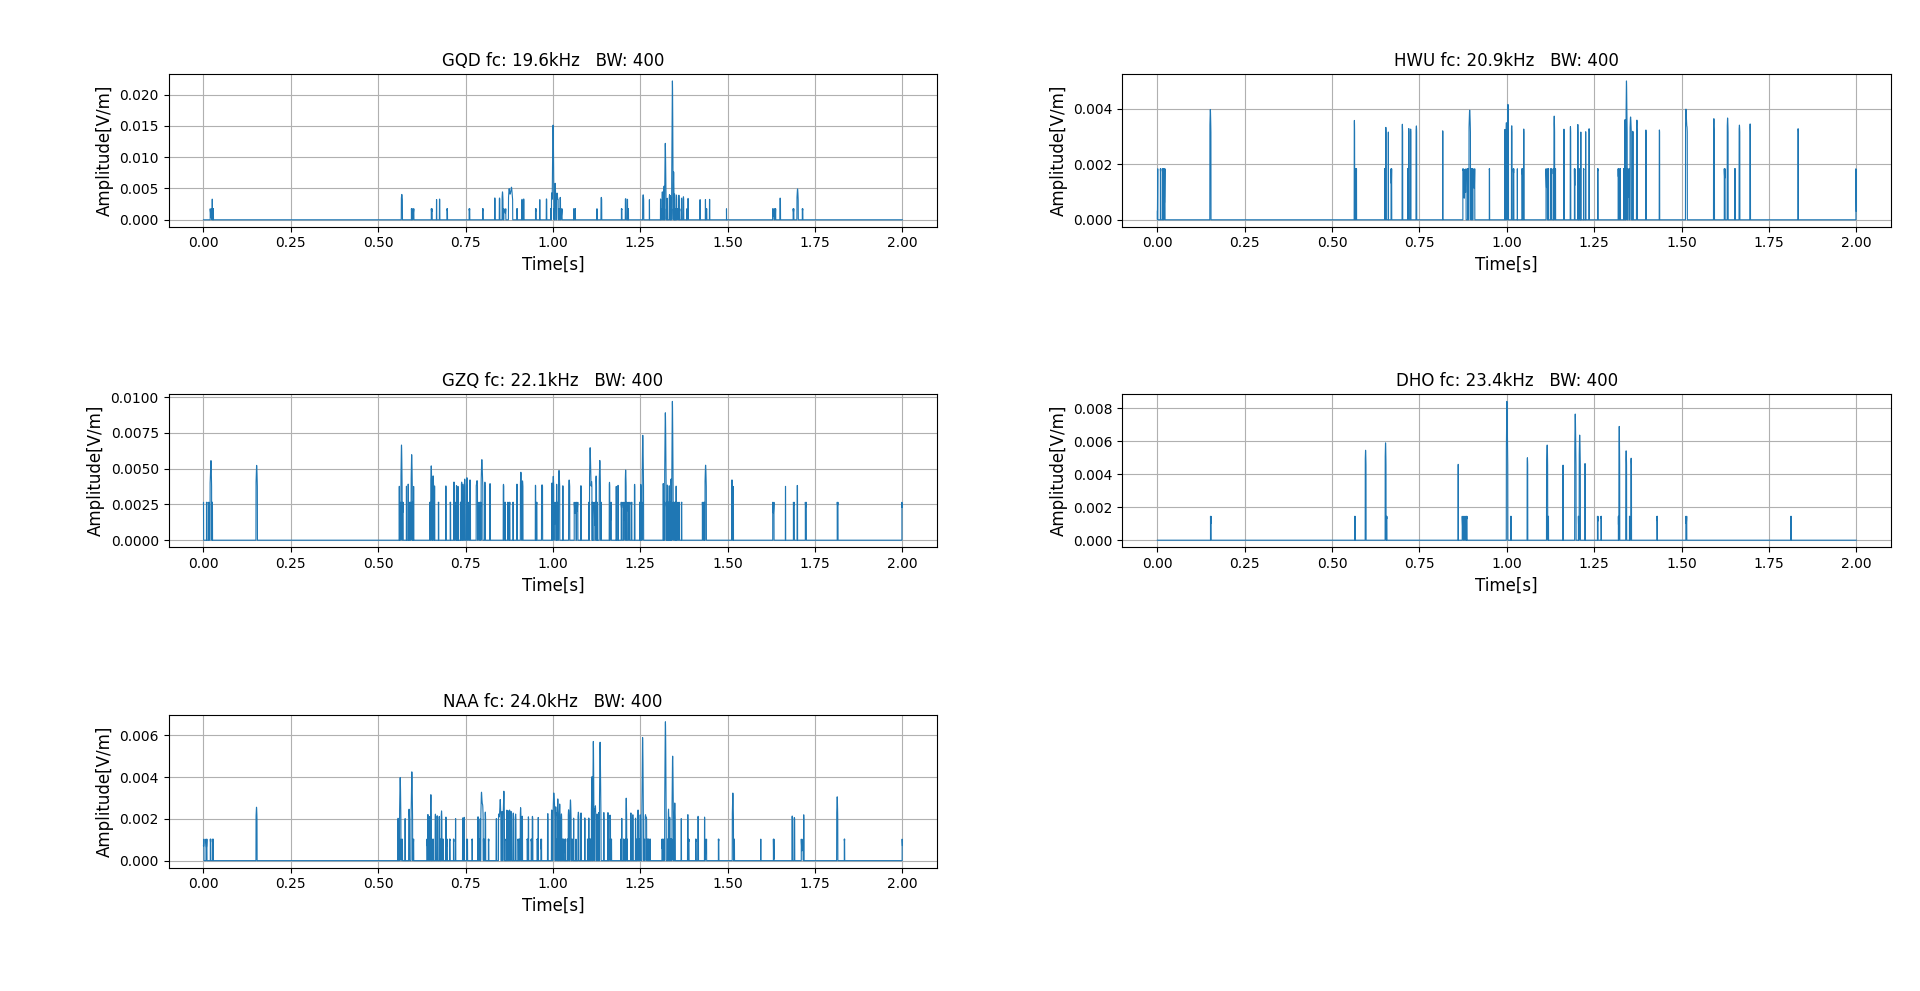 GQD fc: 19.6kHz   BW: 400
Amplitude[V/m]
0.020
0.015
0.010
0.005
0.000
0.00 0.25 0.50 0.75 1.00 1.25 1.50 1.75 2.00
Time[s]
HWU fc: 20.9kHz   BW: 400
Amplitude[V/m]
0.004
0.002
0.000
0.00 0.25 0.50 0.75 1.00 1.25 1.50 1.75 2.00
Time[s]
GZQ fc: 22.1kHz   BW: 400
Amplitude[V/m]
0.0100
0.0075
0.0050
0.0025
0.0000
0.00 0.25 0.50 0.75 1.00 1.25 1.50 1.75 2.00
Time[s]
DHO fc: 23.4kHz   BW: 400
Amplitude[V/m]
0.008
0.006
0.004
0.002
0.000
0.00 0.25 0.50 0.75 1.00 1.25 1.50 1.75 2.00
Time[s]
NAA fc: 24.0kHz   BW: 400
Amplitude[V/m]
0.006
0.004
0.002
0.000
0.00 0.25 0.50 0.75 1.00 1.25 1.50 1.75 2.00
Time[s]